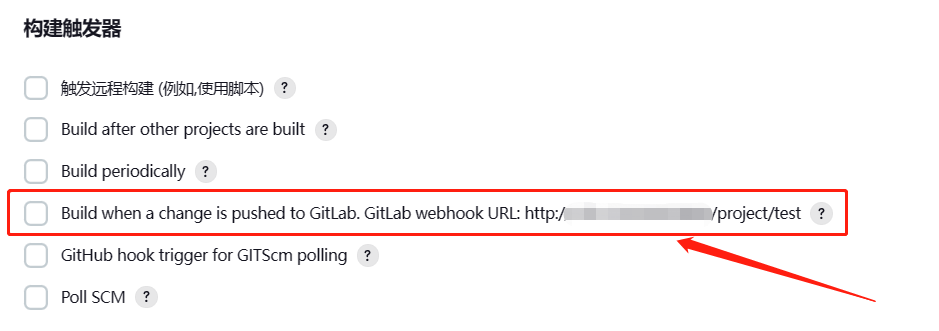 构建触发器
触发远程构建 (例如,使用脚本) ?
Build after other projects are built ?
Build periodically ?
Build when a change is pushed to GitLab. GitLab webhook URL: http:/ /project/test ?
GitHub hook trigger for GITScm polling ?
Poll SCM ?